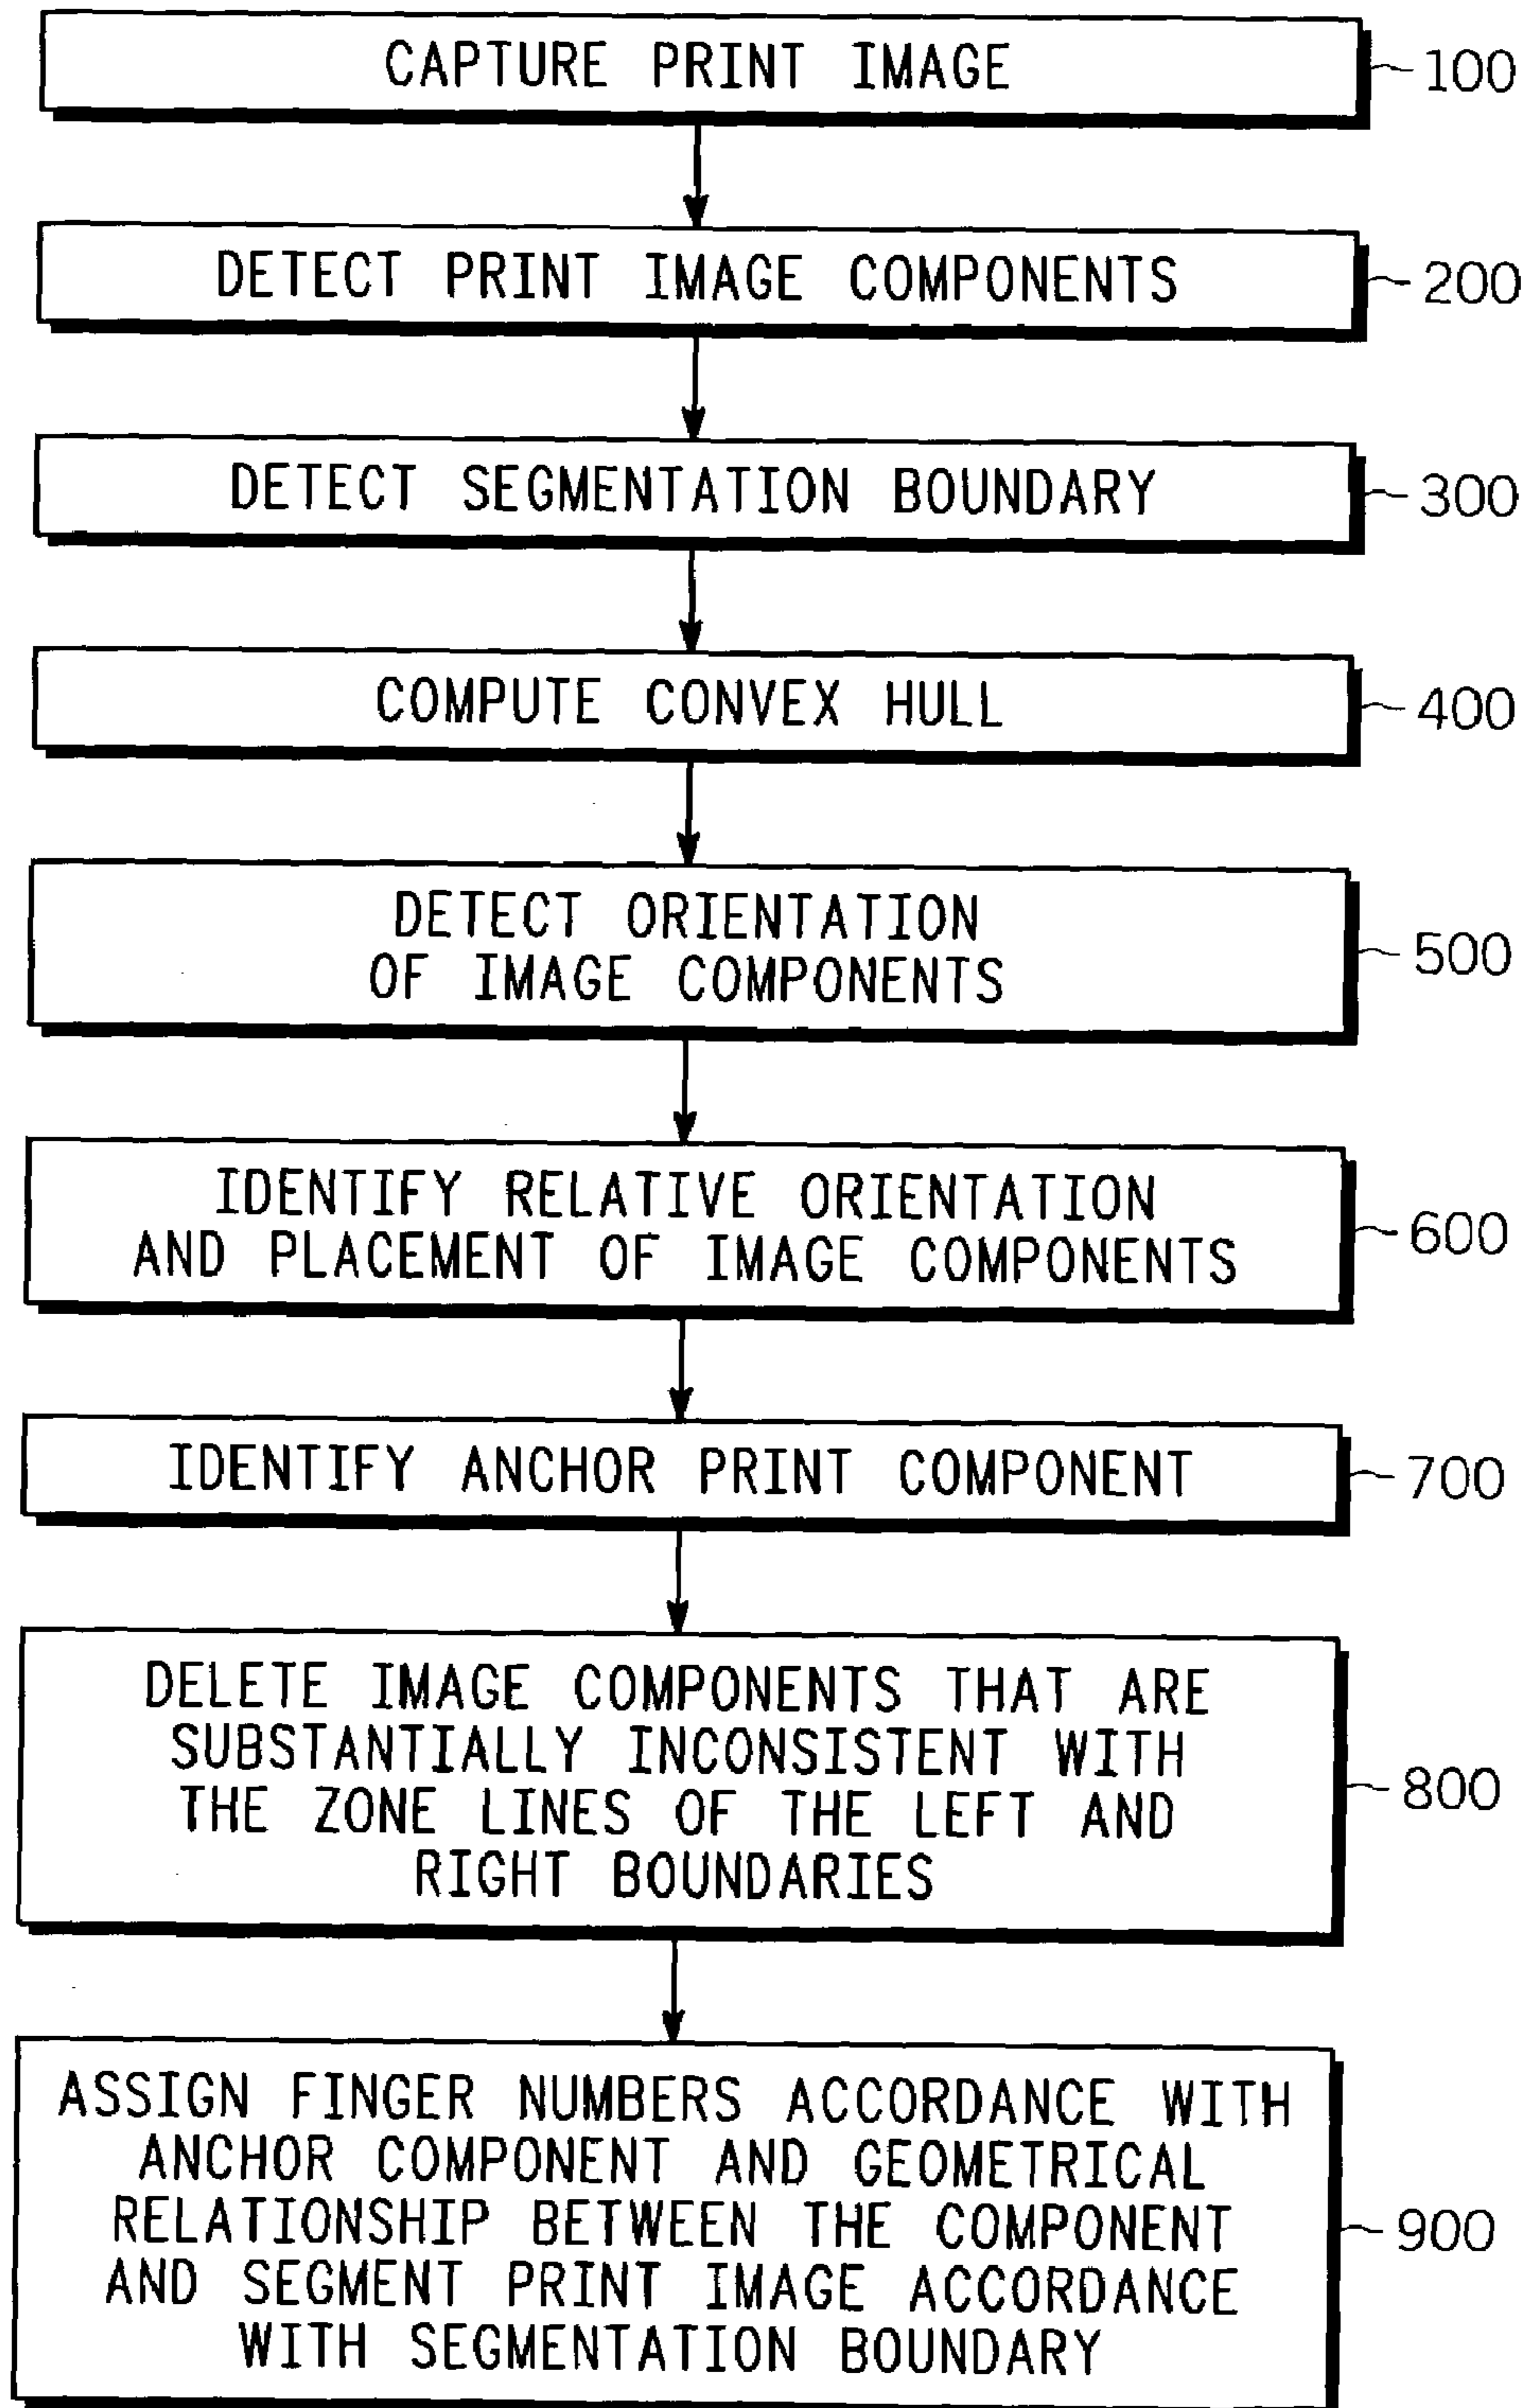 CAPTURE PRINT IMAGE
100
DETECT PRINT IMAGE COMPONENTS
200
DETECT SEGMENTATION BOUNDARY
300
COMPUTE CONVEX HULL
400
DETECT ORIENTATION
OF IMAGE COMPONENTS
500
IDENTIFY RELATIVE ORIENTATION
AND PLACEMENT OF IMAGE COMPONENTS
600
IDENTIFY ANCHOR PRINT COMPONENT
700
DELETE IMAGE COMPONENTS THAT ARE
SUBSTANTIALLY INCONSISTENT WITH
THE ZONE LINES OF THE LEFT AND
RIGHT BOUNDARIES
800
ASSIGN FINGER NUMBERS ACCORDANCE WITH
ANCHOR COMPONENT AND GEOMETRICAL
RELATIONSHIP BETWEEN THE COMPONENT
AND SEGMENT PRINT IMAGE ACCORDANCE
WITH SEGMENTATION BOUNDARY
900